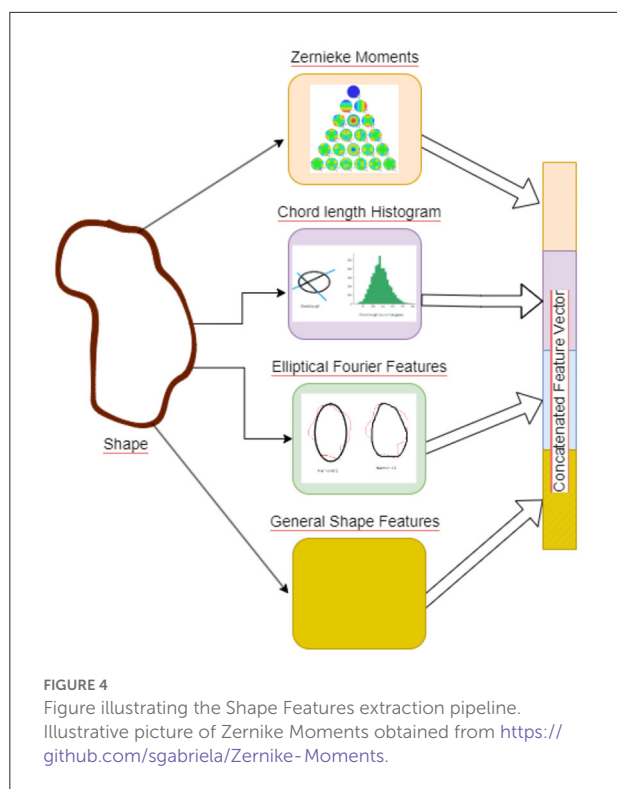 Zernieke Moments
Chord length Histogram
Elliptical Fourier Features
Shape
General Shape Features
Concatenated Feature Vector
FIGURE 4
Figure illustrating the Shape Features extraction pipeline.
Illustrative picture of Zernike Moments obtained from https://
github.com/sgabriela/Zernike-Moments.